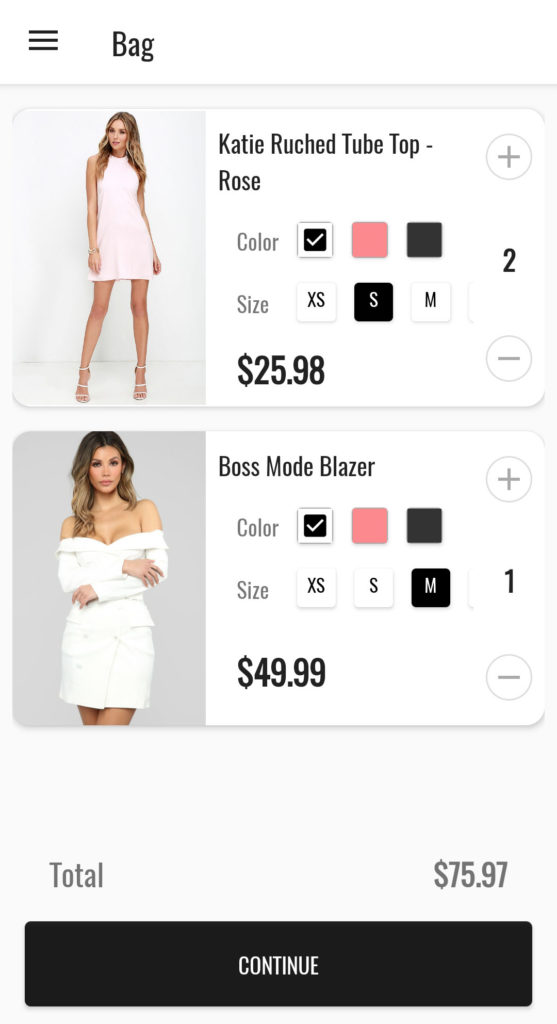 Bag
Katie Ruched Tube Top -
Rose
Color
2
Size XS S M
$25.98
Boss Mode Blazer
Color
Size XS S M
1
$49.99
Total $75.97
CONTINUE